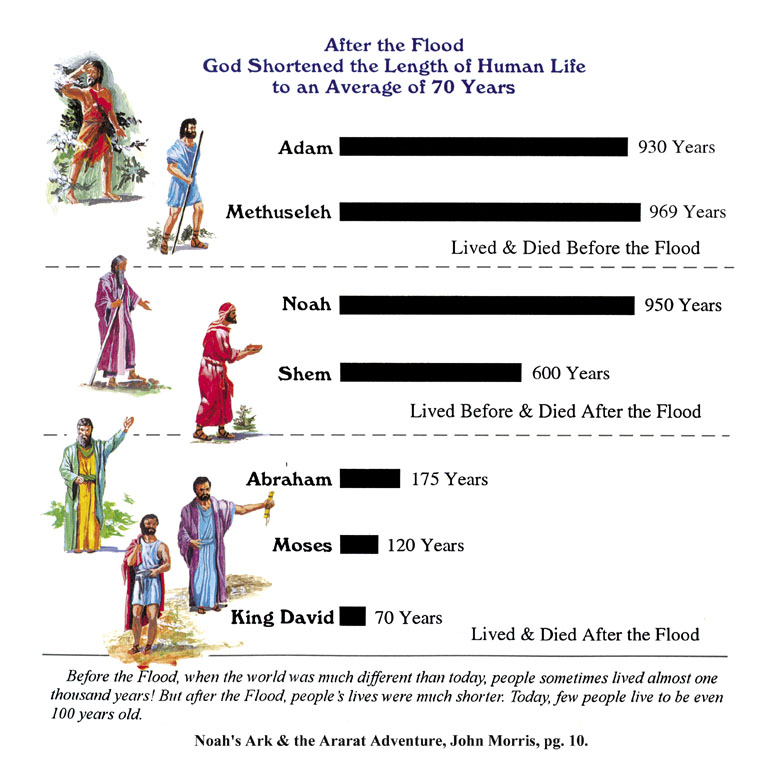 After the Flood
God Shortened the Length of Human Life
to an Average of 70 Years
Adam 930 Years
Methuseleh 969 Years
Lived & Died Before the Flood
Noah 950 Years
Shem 600 Years
Lived Before & Died After the Flood
Abraham 175 Years
Moses 120 Years
King David 70 Years
Lived & Died After the Flood
Before the Flood, when the world was much different than today, people sometimes lived almost one
thousand years! But after the Flood, people's lives were much shorter. Today, few people live to be even
100 years old.
Noah's Ark & the Ararat Adventure, John Morris, pg. 10.